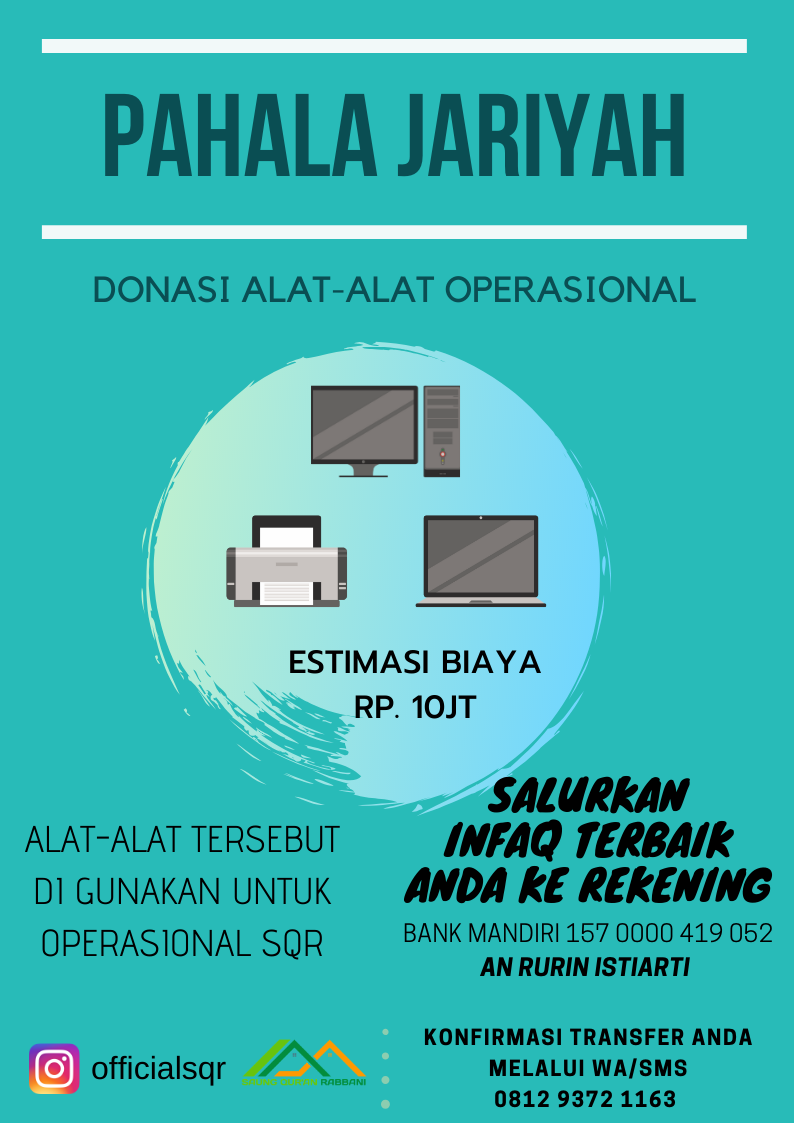 PAHALA JARIYAH
DONASI ALAT-ALAT OPERASIONAL
ESTIMASI BIAYA
RP. 10JT
ALAT-ALAT TERSEBUT
DI GUNAKAN UNTUK
OPERASIONAL SQR
SALURKAN
INFAQ TERBAIK
ANDA KE REKENING
BANK MANDIRI 157 0000 419 052
AN RURIN ISTIARTI
officialsqr
RABBANI
KONFIRMASI TRANSFER ANDA
MELALUI WA/SMS
0812 9372 1163